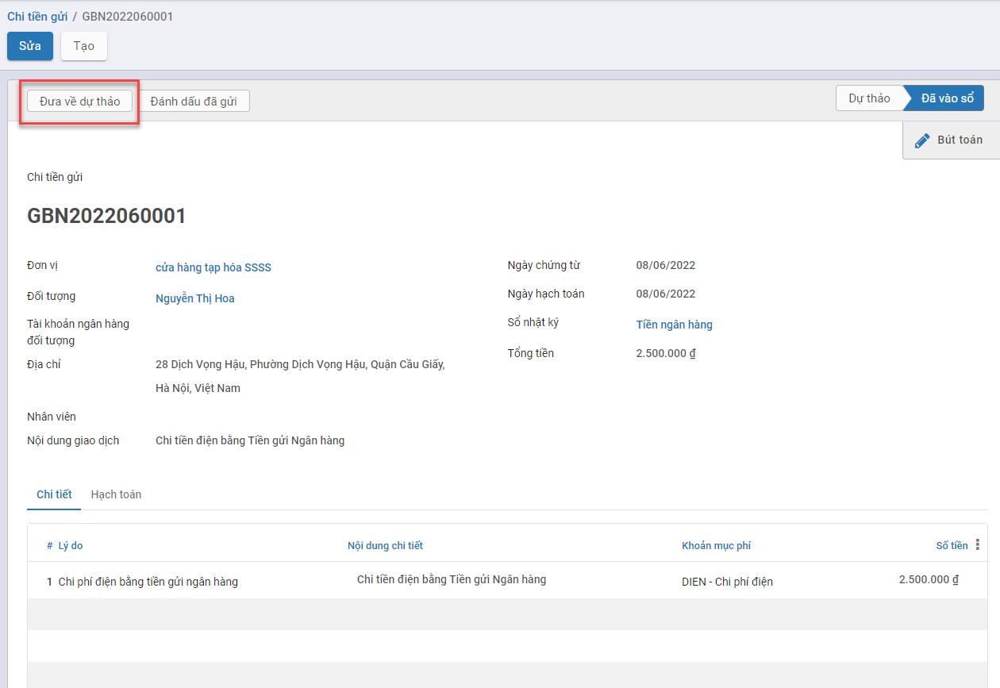 Chi tiền gửi / GBN2022060001
Sửa Tạo
Đưa về dự thảo Đánh dấu đã gửi Dự thảo Đã vào sổ
Bút toán
Chi tiền gửi
GBN2022060001
Đơn vị cửa hàng tạp hóa SSSS
Đối tượng Nguyễn Thị Hoa
Tài khoản ngân hàng
đối tượng
Địa chỉ 28 Dịch Vọng Hậu, Phường Dịch Vọng Hậu, Quận Cầu Giấy,
Hà Nội, Việt Nam
Nhân viên
Nội dung giao dịch Chi tiền điện bằng Tiền gửi Ngân hàng
Ngày chứng từ 08/06/2022
Ngày hạch toán 08/06/2022
Sổ nhật ký Tiền ngân hàng
Tổng tiền 2.500.000 ₫
Chi tiết Hạch toán
# Lý do Nội dung chi tiết Khoản mục phí Số tiền
1 Chi phí điện bằng tiền gửi ngân hàng Chi tiền điện bằng Tiền gửi Ngân hàng DIEN - Chi phí điện 2.500.000 ₫